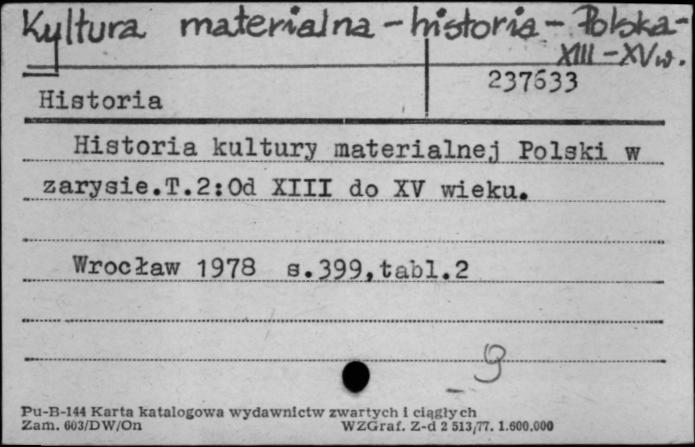 Kultura materialna - historia - Polska -
XIII - XV w.
237633
Historia
Historia kultury materialnej Polski w
zarysie.T.2:Od XIII do XV wieku.
Wrocław 1978 s.399,tabl.2
9
Pu-B-144 Karta katalogowa wydawnictw zwartych i ciągłych
Zam. 603/DW/On WZGraf. Z-d 2 513/77. 1.600.000